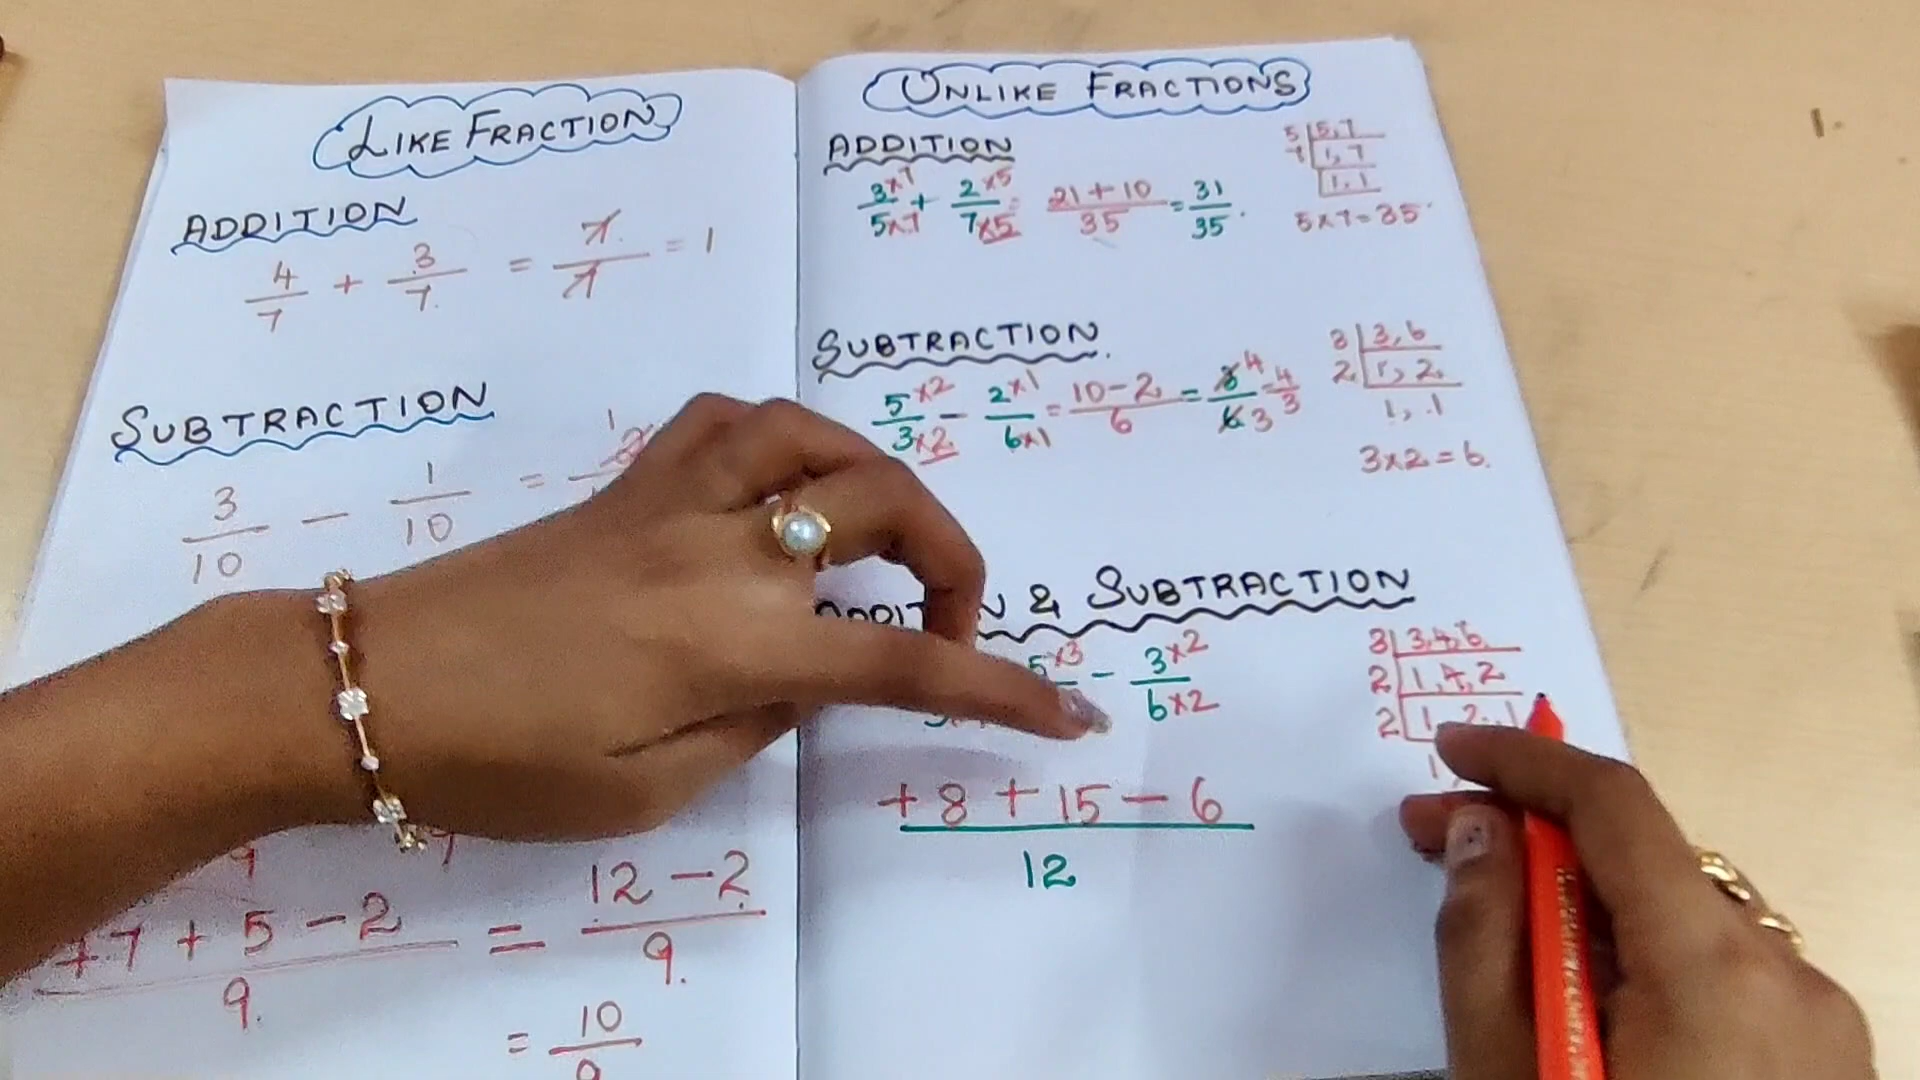 LIKE FRACTION
ADDITION
4/7 + 3/7 = 7/7 = 1
SUBTRACTION
3/10 - 1/10 =
9
+7 + 5 - 2 / 9. = 12 - 2 / 9.
= 10/9
UNLIKE FRACTIONS
ADDITION
3×7/5×7 + 2×5/7×5 = 21 + 10 / 35 = 31/35.
5 | 5, 7
7 | 1, 7
1, 1
5×7=35
SUBTRACTION.
5×2/3×2 - 2×1/6×1 = 10 - 2 / 6 = 8 4/6 3 = 4/3
3 | 3, 6
2 | 1, 2.
1, 1
3×2=6.
& SUBTRACTION
5×3 - 3×2/6×2
+8 + 15 - 6 / 12
3 | 3, 4, 6
2 | 1, 4, 2
2 | 1, 2, 1
1,